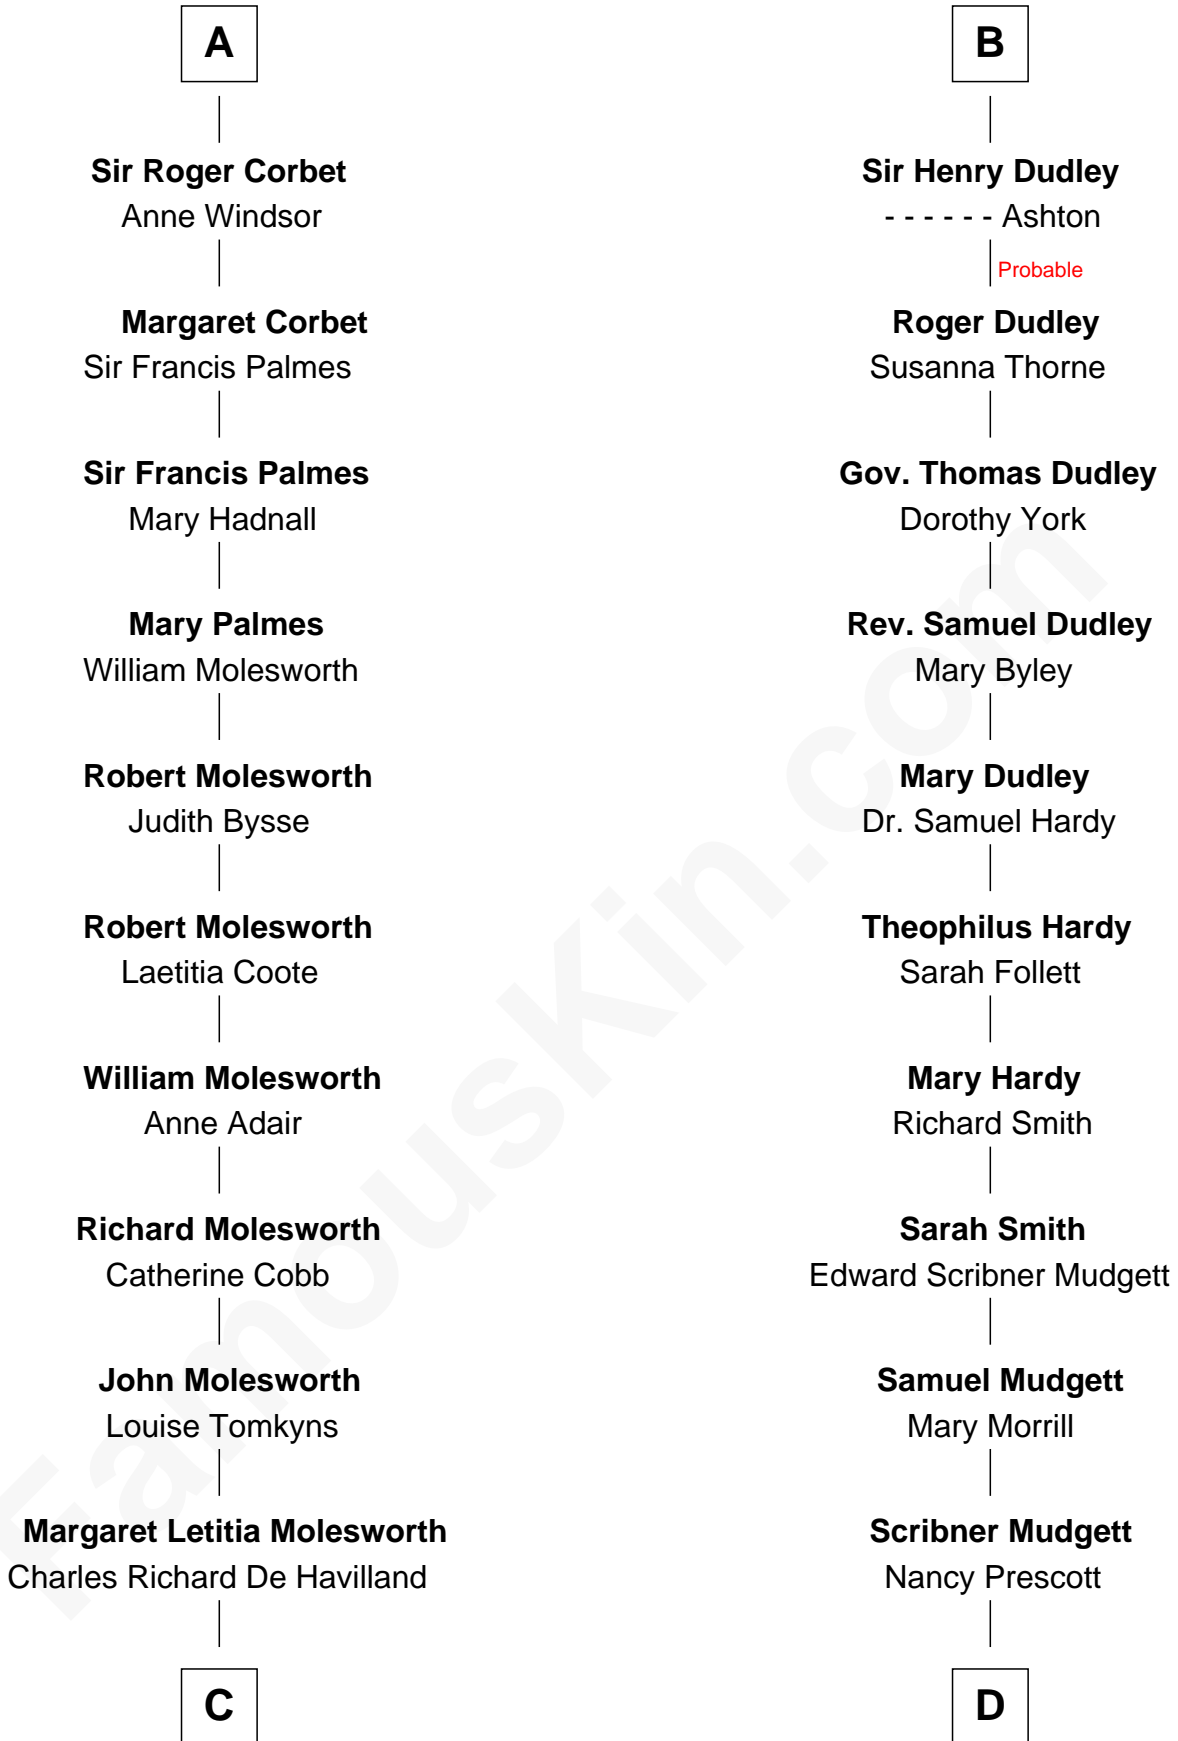 A
Sir Roger Corbet
Anne Windsor
Margaret Corbet
Sir Francis Palmes
Sir Francis Palmes
Mary Hadnall
Mary Palmes
William Molesworth
Robert Molesworth
Judith Bysse
Robert Molesworth
Laetitia Coote
William Molesworth
Anne Adair
Richard Molesworth
Catherine Cobb
John Molesworth
Louise Tomkyns
Margaret Letitia Molesworth
Charles Richard De Havilland
C
B
Sir Henry Dudley
- - - - - - Ashton
Probable
Roger Dudley
Susanna Thorne
Gov. Thomas Dudley
Dorothy York
Rev. Samuel Dudley
Mary Byley
Mary Dudley
Dr. Samuel Hardy
Theophilus Hardy
Sarah Follett
Mary Hardy
Richard Smith
Sarah Smith
Edward Scribner Mudgett
Samuel Mudgett
Mary Morrill
Scribner Mudgett
Nancy Prescott
D
FamousKin.com